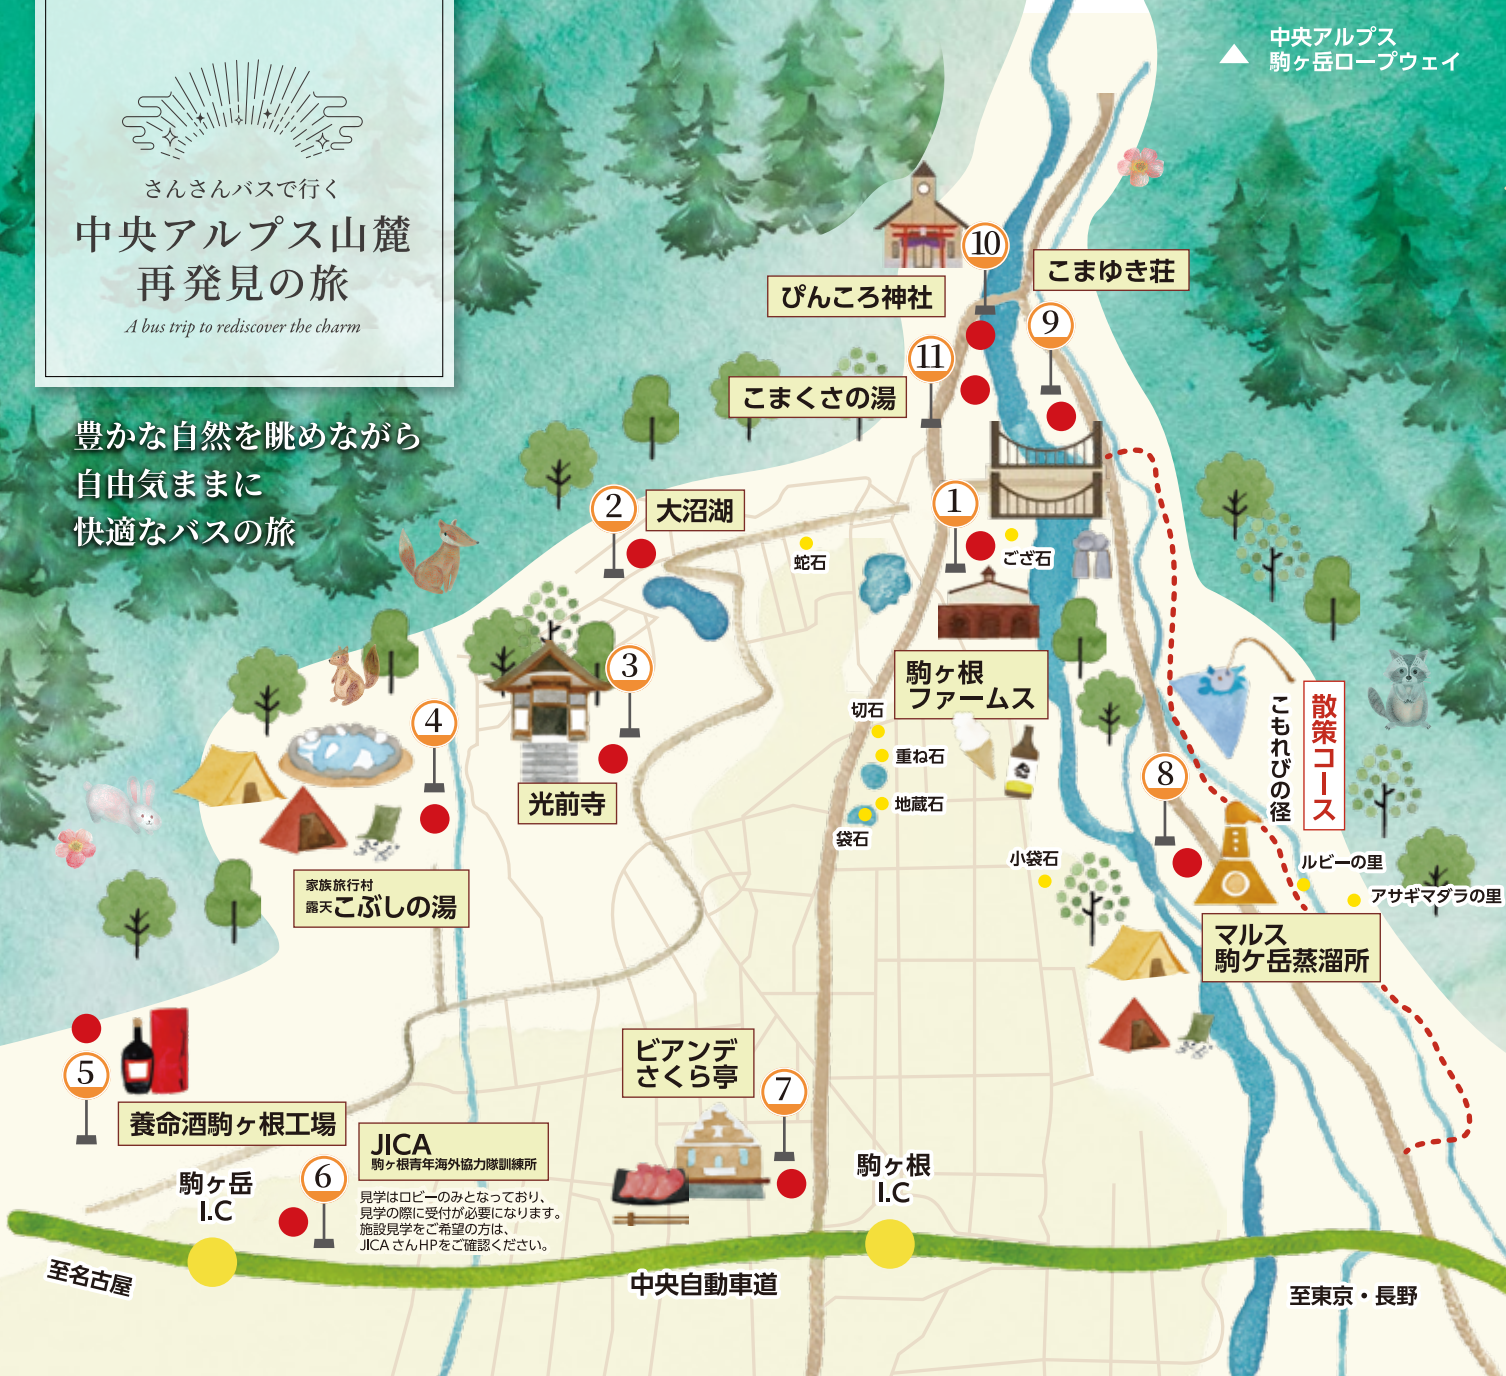 さんさんバスで行く
中央アルプス山麓
再発見の旅
A bus trip to rediscover the charm
豊かな自然を眺めながら
自由気ままに
快適なバスの旅
中央アルプス
駒ヶ岳ロープウェイ
10
こまゆき荘
ぴんころ神社
9
11
こまくさの湯
1
2
大沼湖
蛇石
ござ石
3
駒ヶ根
ファームス
切石
重ね石
地蔵石
袋石
4
光前寺
家族旅行村
露天こぶしの湯
散策コース
こもれびの径
8
小袋石
ルビーの里
アサギマダラの里
マルス
駒ケ岳蒸溜所
5
養命酒駒ヶ根工場
ビアンデ
さくら亭
7
JICA
駒ヶ根青年海外協力隊訓練所
6
見学はロビーのみとなっており、
見学の際に受付が必要になります。
施設見学をご希望の方は、
JICAさんHPをご確認ください。
駒ヶ岳
I.C
駒ヶ根
I.C
至名古屋
中央自動車道
至東京・長野